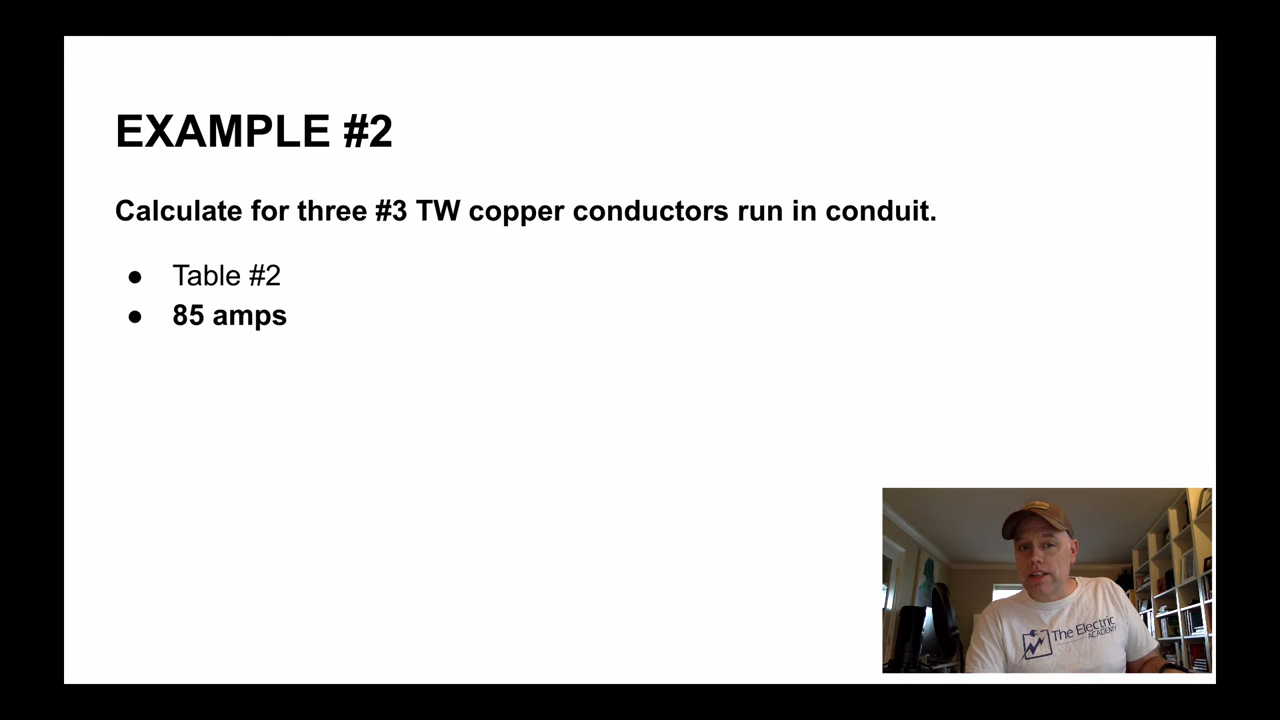 EXAMPLE #2
Calculate for three #3 TW copper conductors run in conduit.
● Table #2
● 85 amps
The Electric
ACADEMY